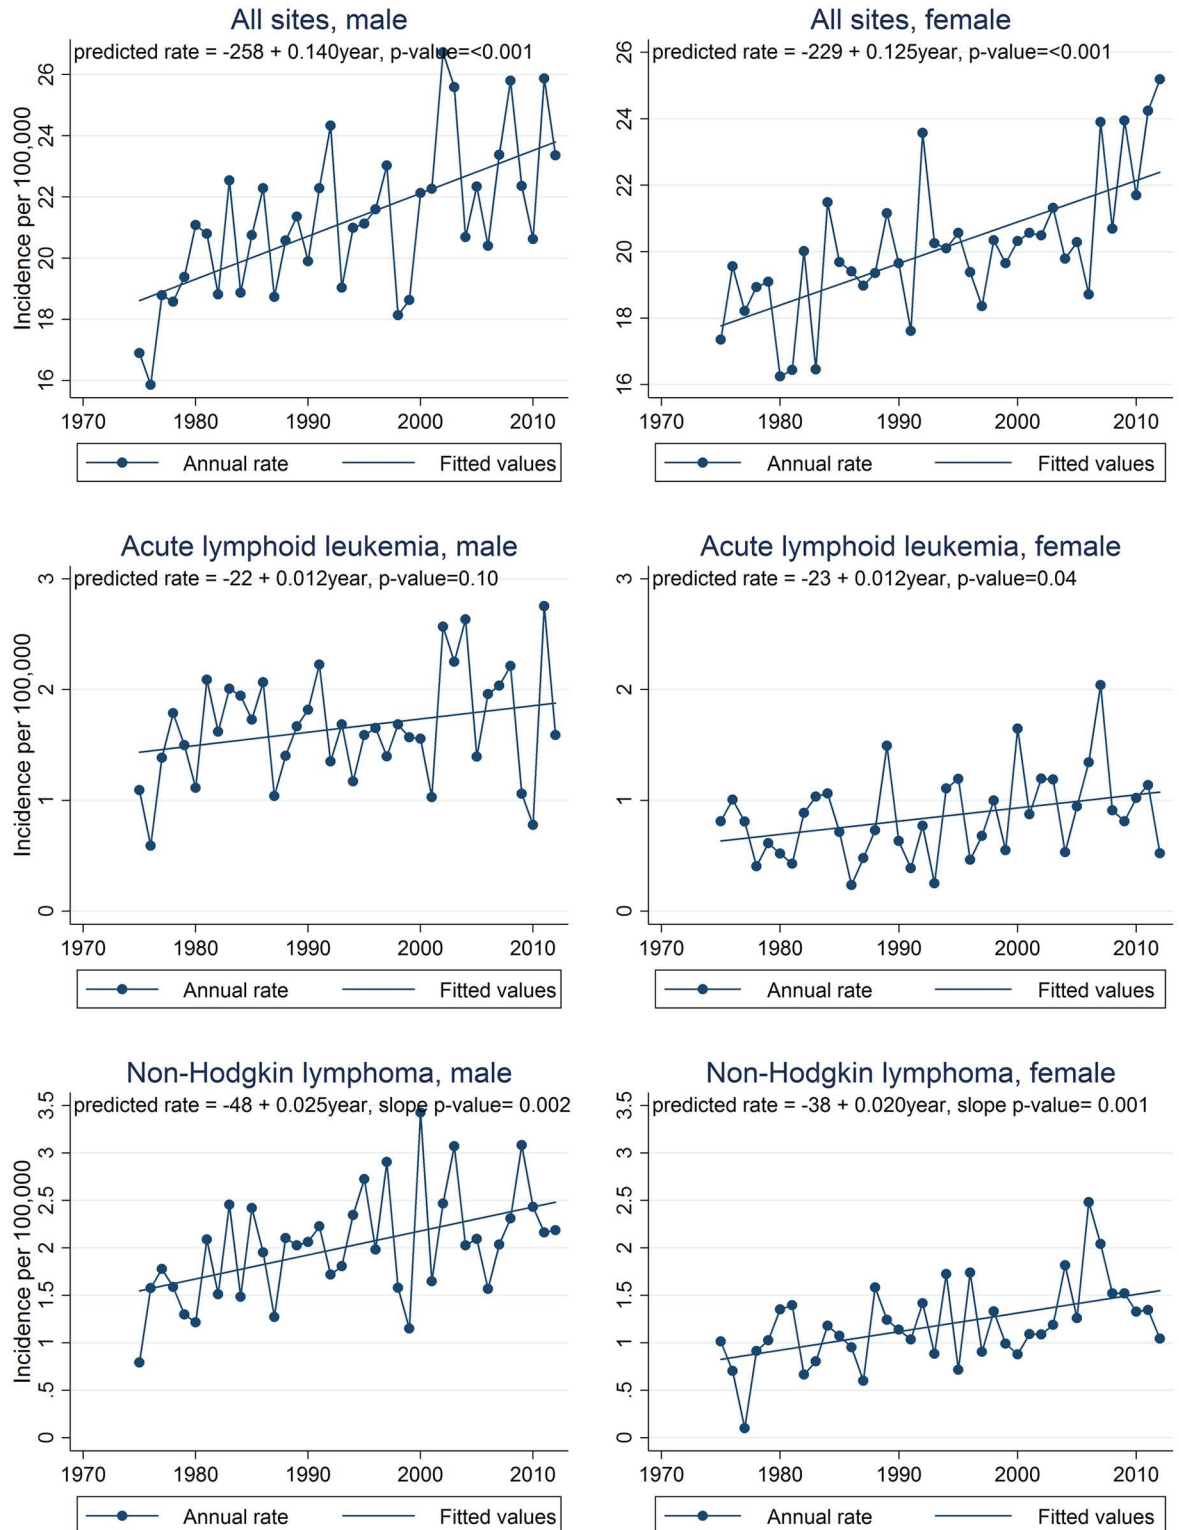 All sites, male
predicted rate = -258 + 0.140year, p-value=<0.001
Incidence per 100,000
26
24
22
20
18
16
1970 1980 1990 2000 2010
Annual rate Fitted values
All sites, female
predicted rate = -229 + 0.125year, p-value=<0.001
26
24
22
20
18
16
1970 1980 1990 2000 2010
Annual rate Fitted values
Acute lymphoid leukemia, male
predicted rate = -22 + 0.012year, p-value=0.10
Incidence per 100,000
3
2
1
0
1970 1980 1990 2000 2010
Annual rate Fitted values
Acute lymphoid leukemia, female
predicted rate = -23 + 0.012year, p-value=0.04
3
2
1
0
1970 1980 1990 2000 2010
Annual rate Fitted values
Non-Hodgkin lymphoma, male
predicted rate = -48 + 0.025year, slope p-value= 0.002
Incidence per 100,000
3.5
3
2.5
2
1.5
1
.5
0
1970 1980 1990 2000 2010
Annual rate Fitted values
Non-Hodgkin lymphoma, female
predicted rate = -38 + 0.020year, slope p-value= 0.001
3.5
3
2.5
2
1.5
1
.5
0
1970 1980 1990 2000 2010
Annual rate Fitted values